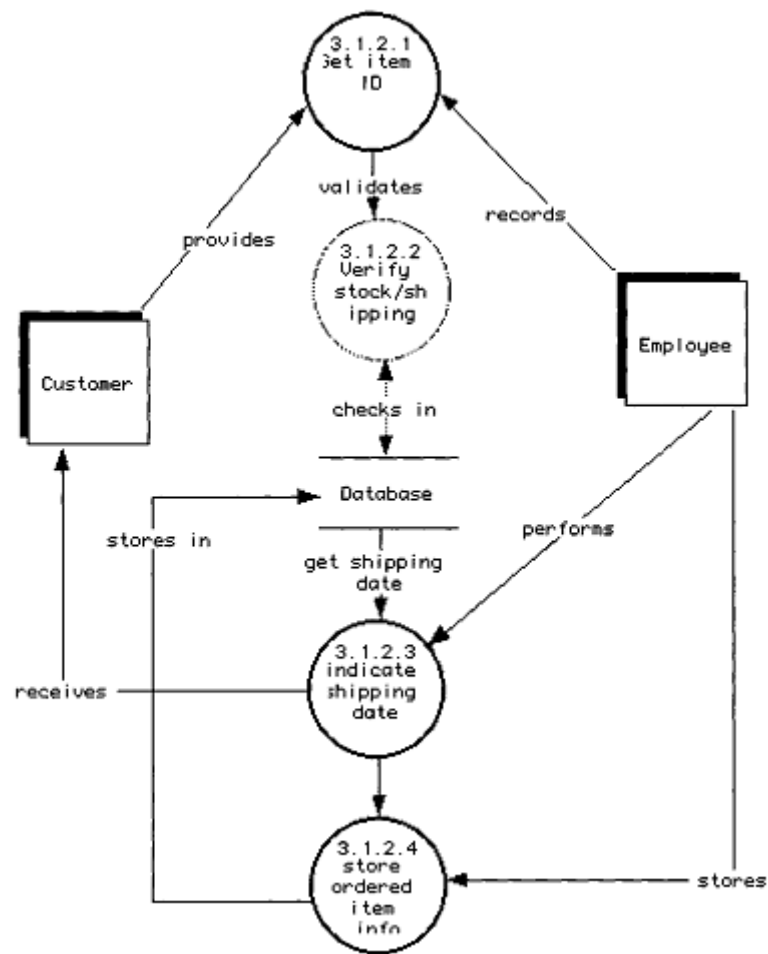 3.1.2.1
Get item
ID
validates
records
provides
3.1.2.2
Verify
stock/sh
ipping
Employee
Customer
checks in
Database
stores in
performs
get shipping
date
3.1.2.3
indicate
shipping
date
receives
3.1.2.4
store
ordered
item
info
stores